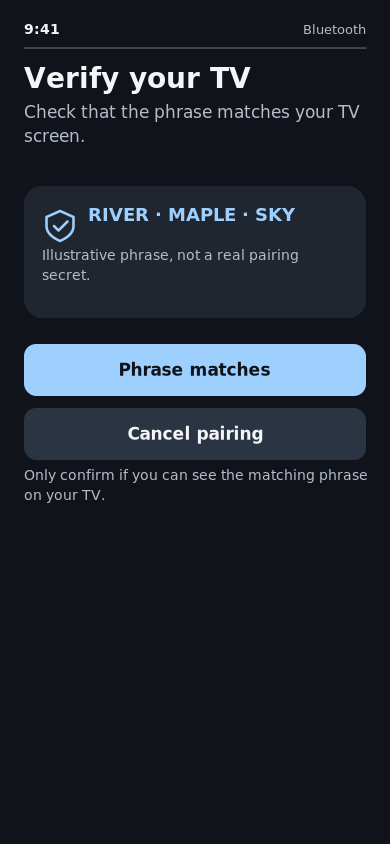 9:41
Bluetooth
Verify your TV
Check that the phrase matches your TV
screen.
RIVER · MAPLE · SKY
Illustrative phrase, not a real pairing
secret.
Phrase matches
Cancel pairing
Only confirm if you can see the matching phrase
on your TV.